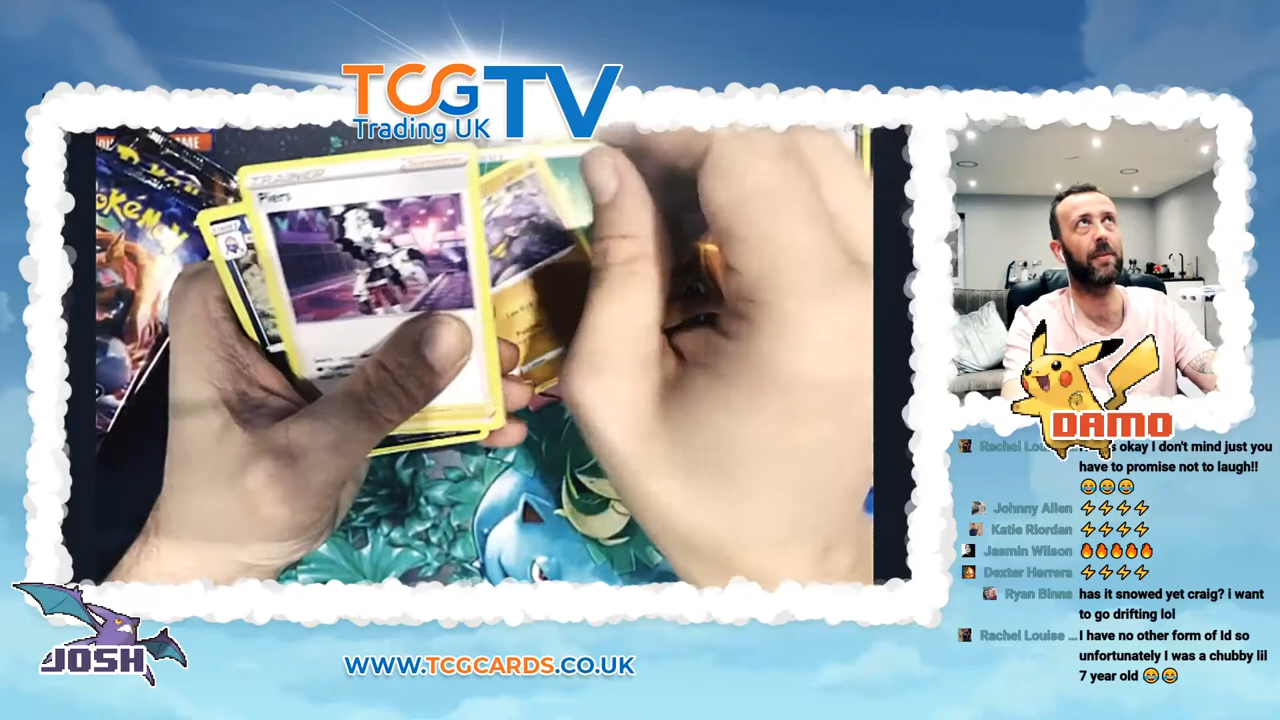 TCG TV
Trading UK
TRAINER
Piers
POKéMON
DAMO
okay I don't mind just you
have to promise not to laugh!!
😂😂😂
Johnny Allen ⚡⚡⚡⚡
Katie Riordan ⚡⚡⚡⚡
Jasmin Wilson 🔥🔥🔥🔥🔥
Dexter Herrera ⚡⚡⚡⚡
Ryan Binns has it snowed yet craig? i want
to go drifting lol
Rachel Louise ... I have no other form of Id so
unfortunately I was a chubby lil
7 year old 😂😂
JOSH
WWW.TCGCARDS.CO.UK